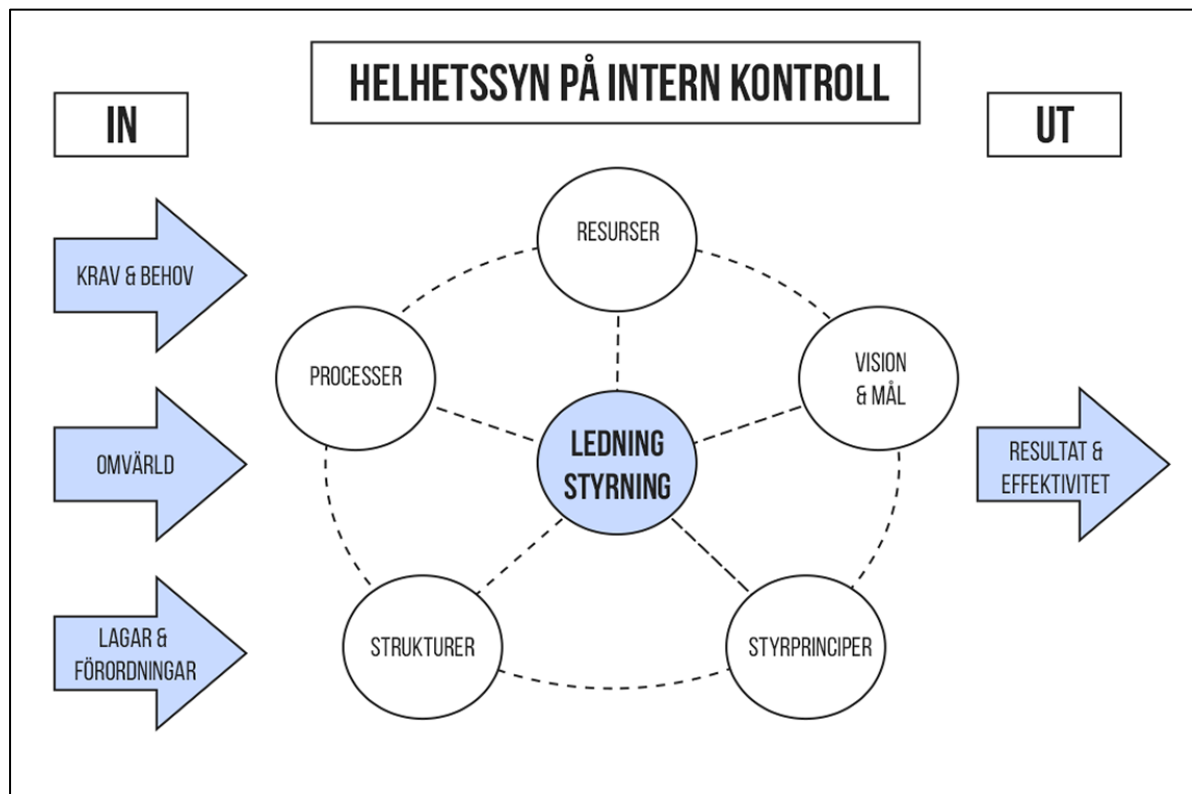 HELHETSSYN PÅ INTERN KONTROLL
IN
UT
KRAV & BEHOV
OMVÄRLD
LAGAR &
FÖRORDNINGAR
RESURSER
PROCESSER
VISION
& MÅL
LEDNING
STYRNING
STRUKTURER
STYRPRINCIPER
RESULTAT &
EFFEKTIVITET